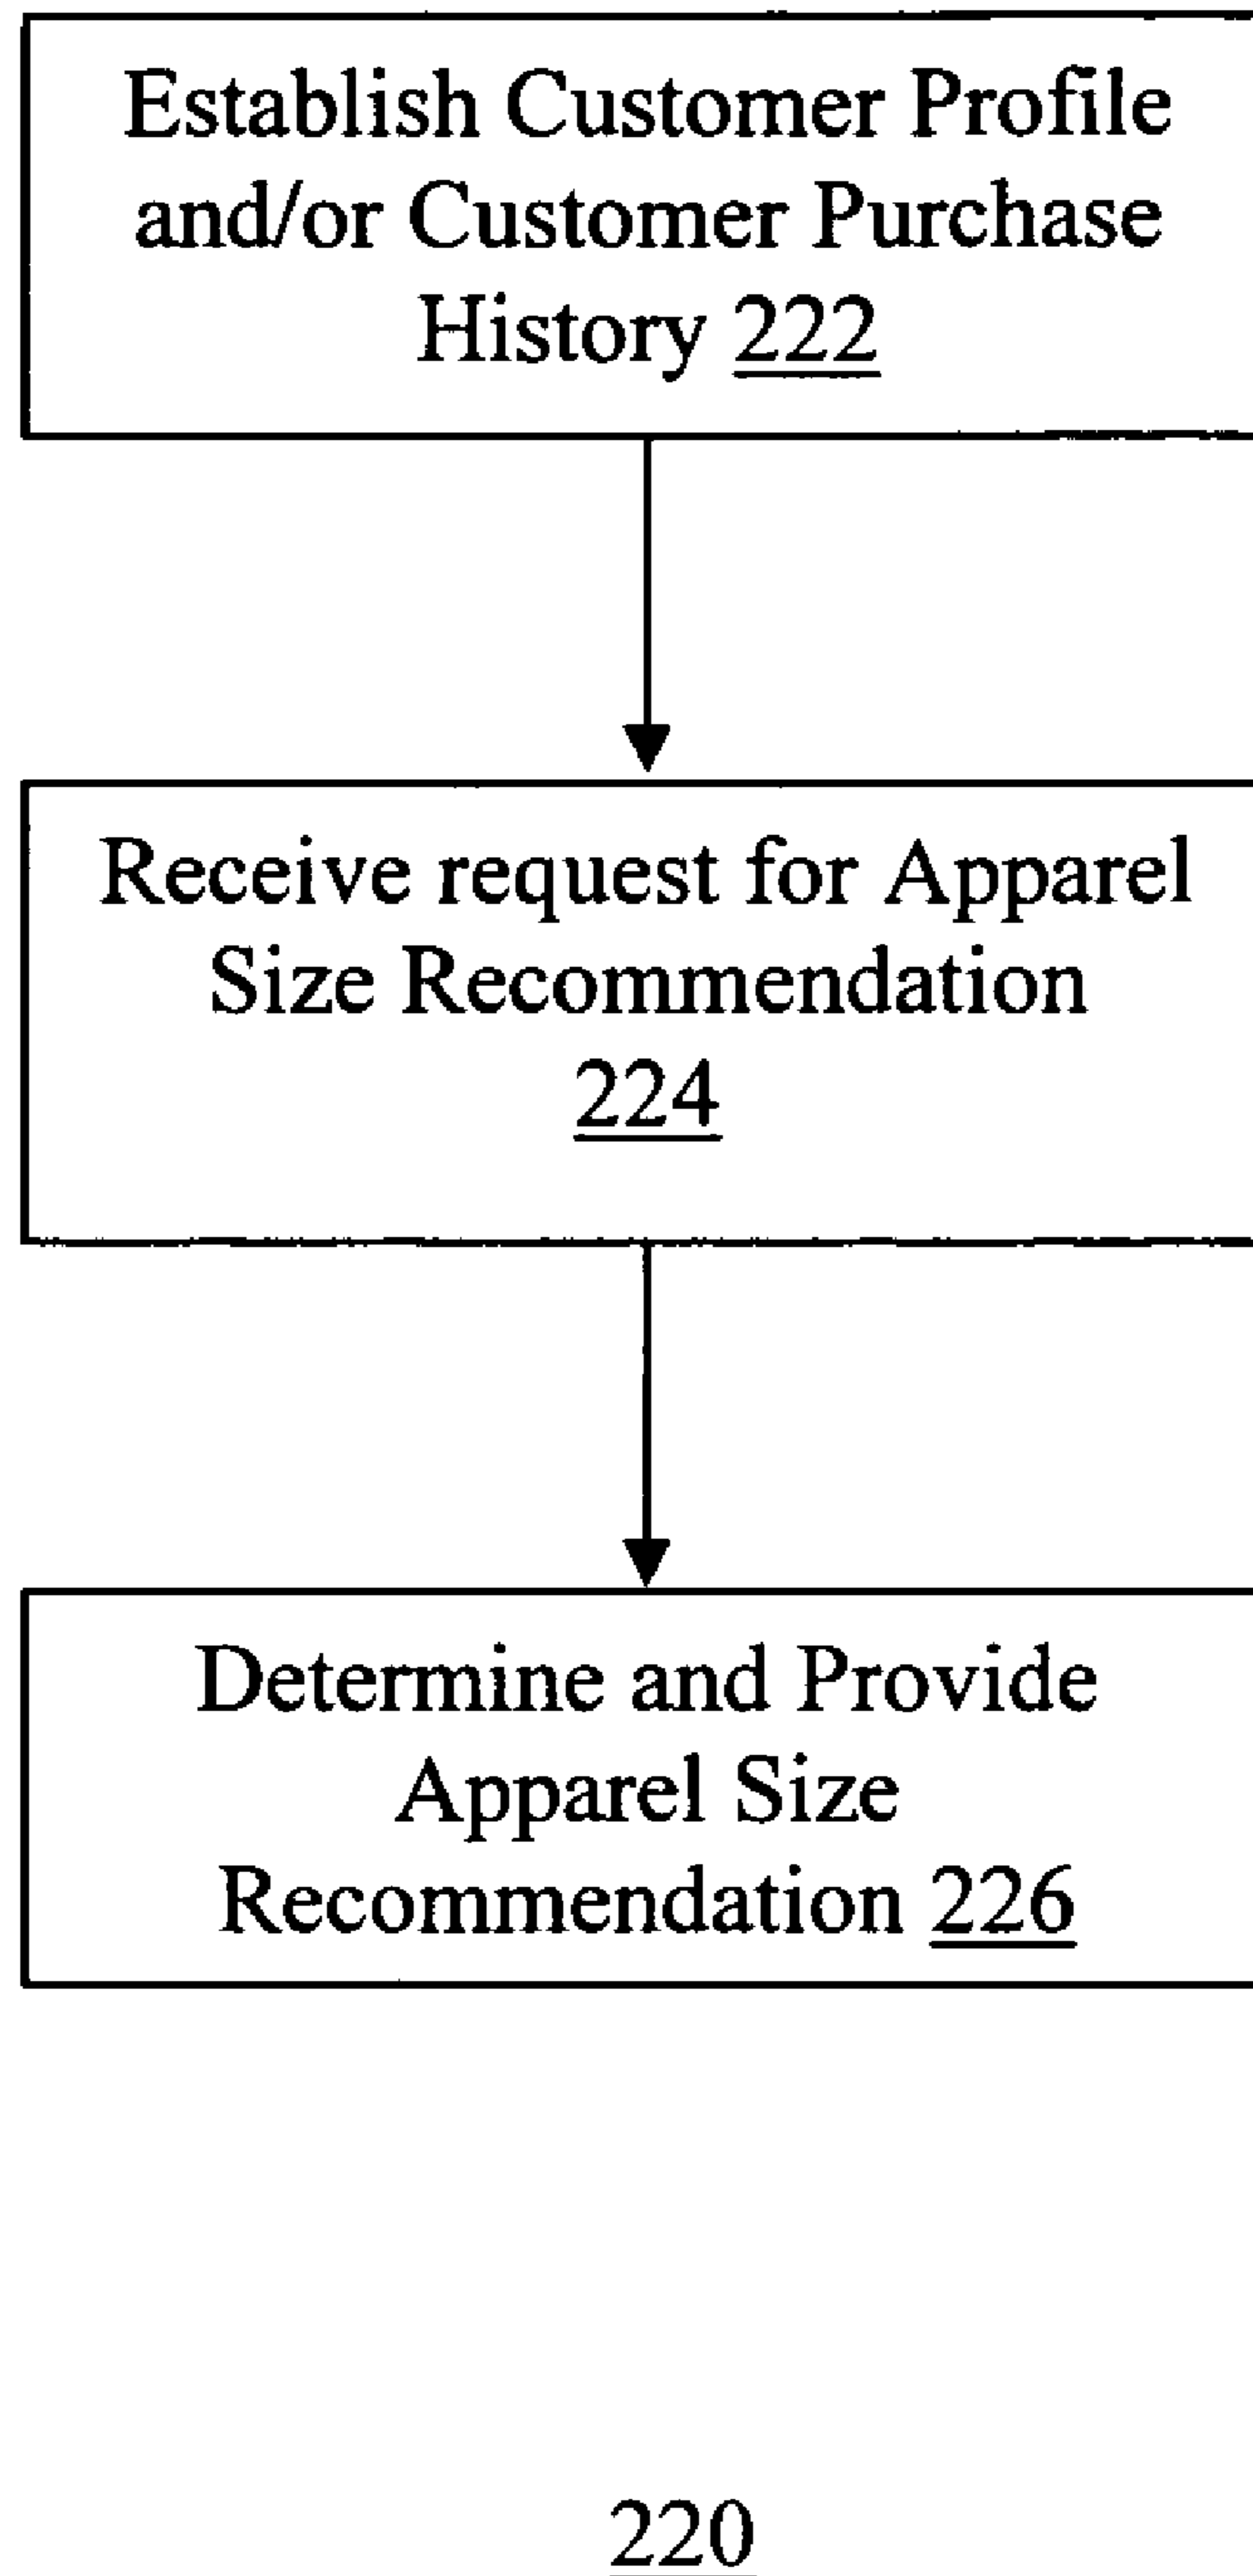 Establish Customer Profile
and/or Customer Purchase
History 222
Receive request for Apparel
Size Recommendation
224
Determine and Provide
Apparel Size
Recommendation 226
220